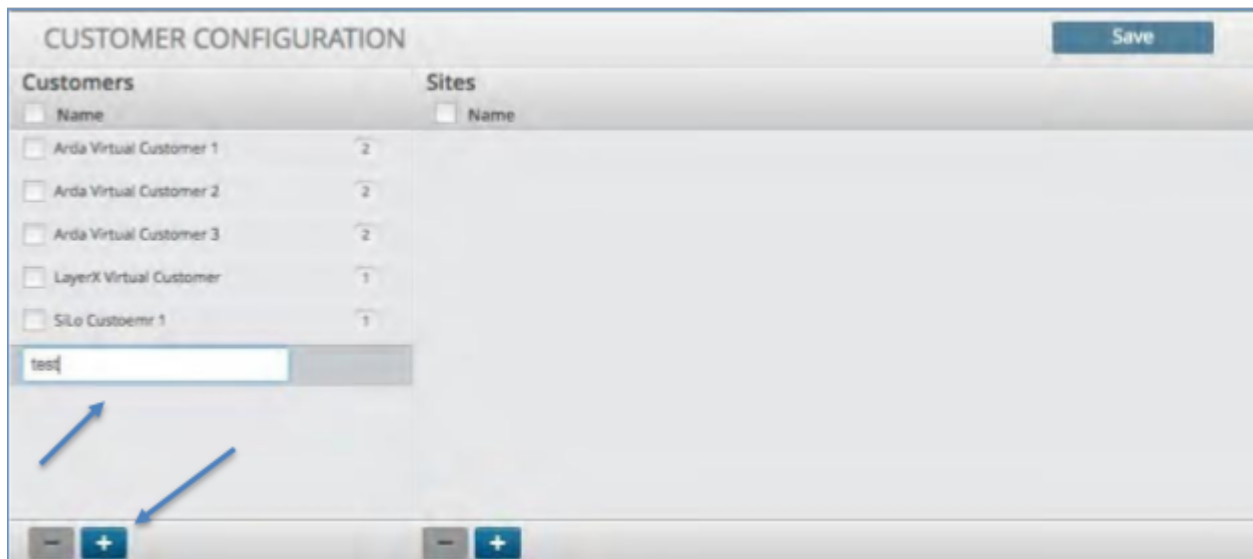 CUSTOMER CONFIGURATION
Save
Customers
Sites
Name
Name
Arda Virtual Customer 1
2
Arda Virtual Customer 2
2
Arda Virtual Customer 3
2
LayerX Virtual Customer
1
SiLo Custoemr 1
1
test
− +
− +